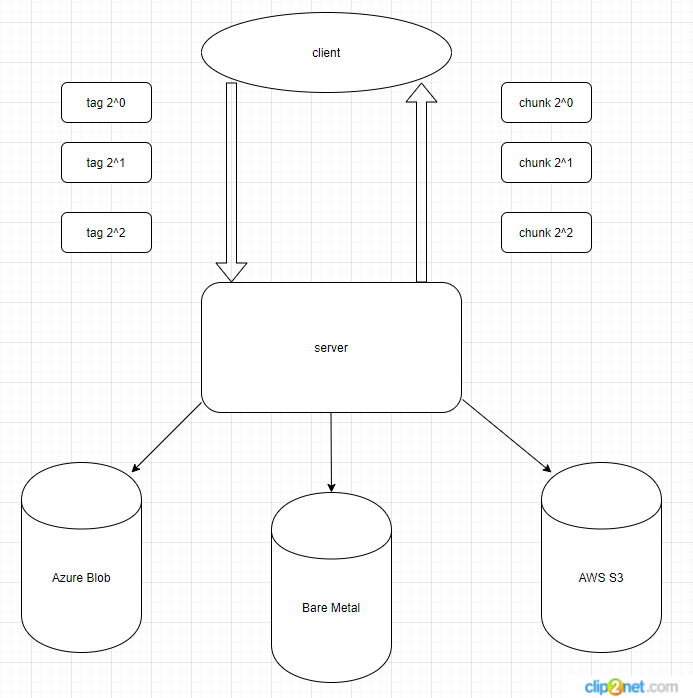 client
tag 2^0
chunk 2^0
tag 2^1
chunk 2^1
tag 2^2
chunk 2^2
server
Azure Blob
AWS S3
Bare Metal
clip2net.com